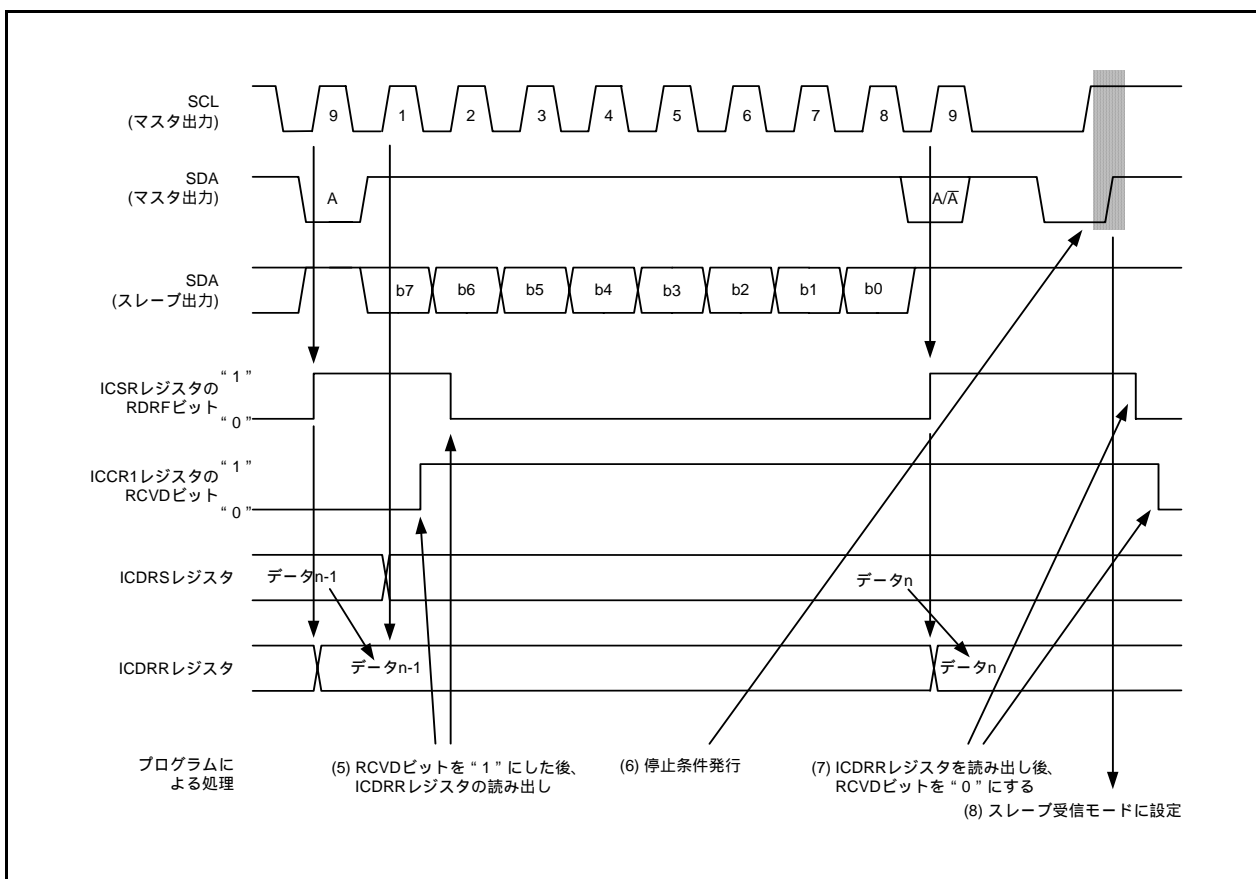 SCL
(マスタ出力)
9 1 2 3 4 5 6 7 8 9
SDA
(マスタ出力)
A A/A̅
SDA
(スレーブ出力)
b7 b6 b5 b4 b3 b2 b1 b0
ICSRレジスタの
RDRFビット
“ 1 ”
“ 0 ”
ICCR1レジスタの
RCVDビット
“ 1 ”
“ 0 ”
ICDRSレジスタ データn-1 データn
ICDRRレジスタ データn-1 データn
プログラムに
よる処理
(5) RCVDビットを “ 1 ” にした後、
ICDRRレジスタの読み出し
(6) 停止条件発行
(7) ICDRRレジスタを読み出し後、
RCVDビットを “ 0 ” にする
(8) スレーブ受信モードに設定